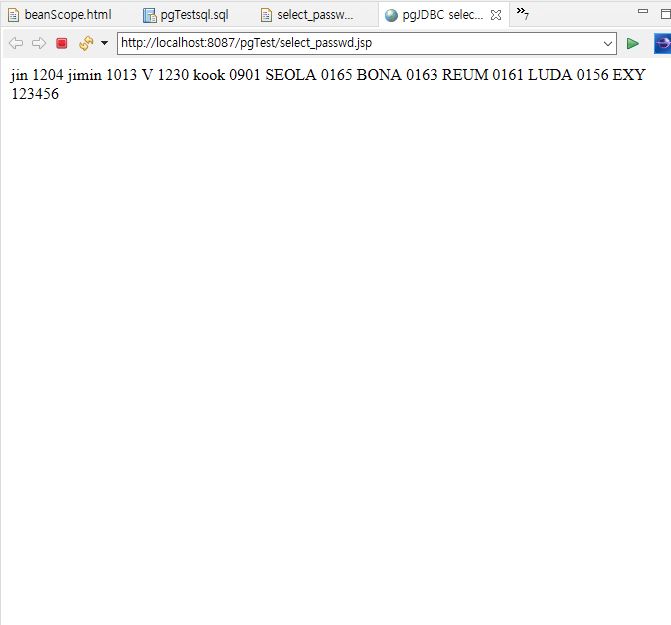 beanScope.html pgTestsql.sql select_passw... pgJDBC selec... »7
http://localhost:8087/pgTest/select_passwd.jsp
jin 1204 jimin 1013 V 1230 kook 0901 SEOLA 0165 BONA 0163 REUM 0161 LUDA 0156 EXY
123456